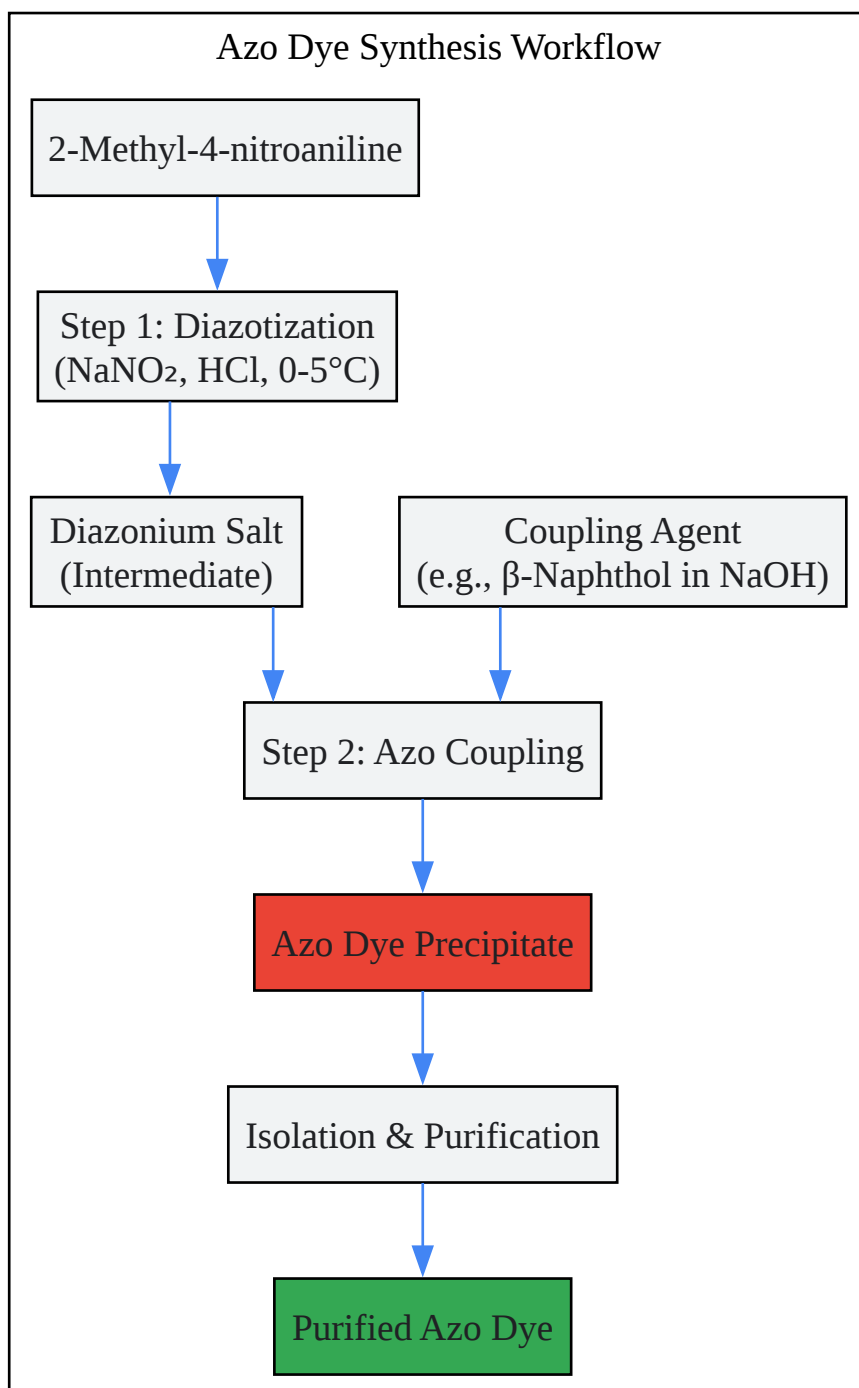 Azo Dye Synthesis Workflow
2-Methyl-4-nitroaniline
Step 1: Diazotization
(NaNO₂, HCl, 0-5°C)
Diazonium Salt
(Intermediate)
Coupling Agent
(e.g., β-Naphthol in NaOH)
Step 2: Azo Coupling
Azo Dye Precipitate
Isolation & Purification
Purified Azo Dye